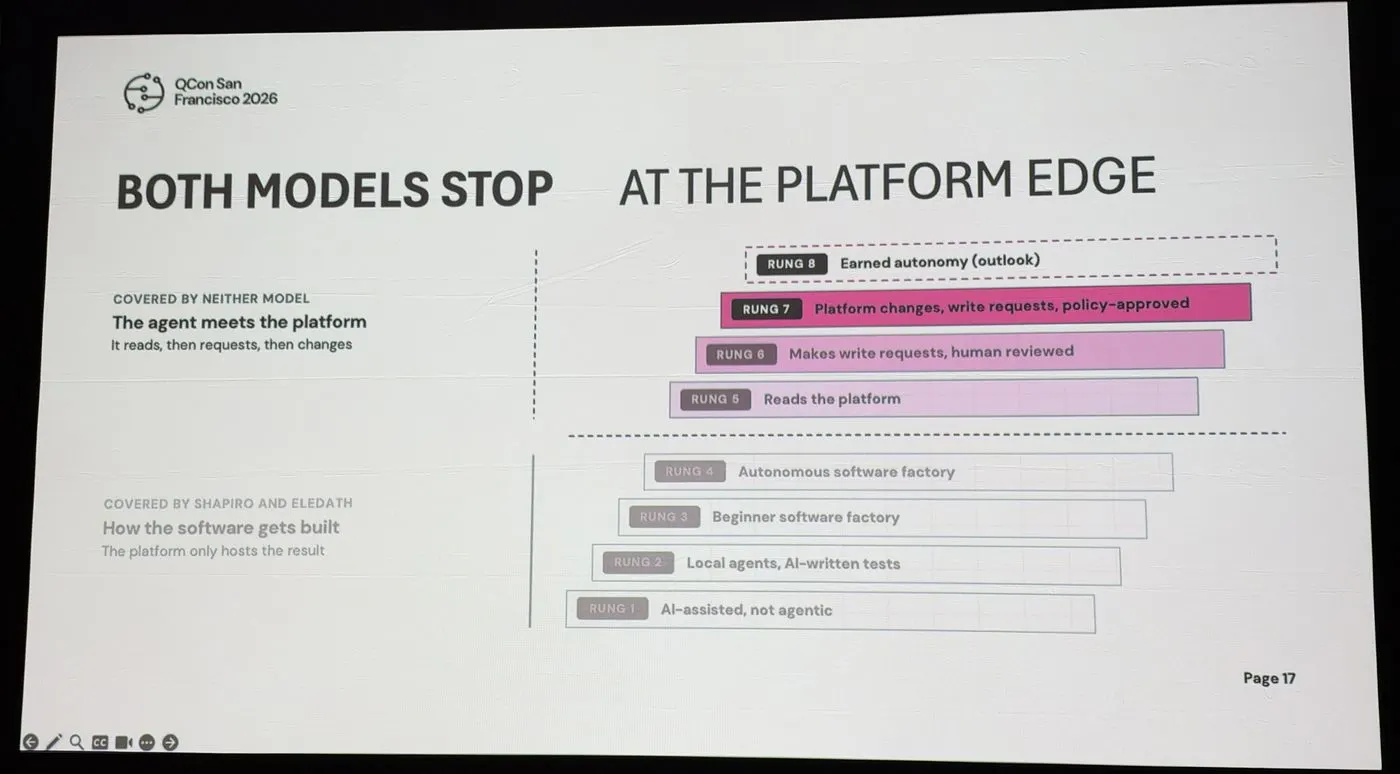 QCon San
Francisco 2026
BOTH MODELS STOP AT THE PLATFORM EDGE
COVERED BY NEITHER MODEL
The agent meets the platform
It reads, then requests, then changes
RUNG 8 Earned autonomy (outlook)
RUNG 7 Platform changes, write requests, policy-approved
RUNG 6 Makes write requests, human reviewed
RUNG 5 Reads the platform
COVERED BY SHAPIRO AND ELEDATH
How the software gets built
The platform only hosts the result
RUNG 4 Autonomous software factory
RUNG 3 Beginner software factory
RUNG 2 Local agents, AI-written tests
RUNG 1 AI-assisted, not agentic
Page 17
CC